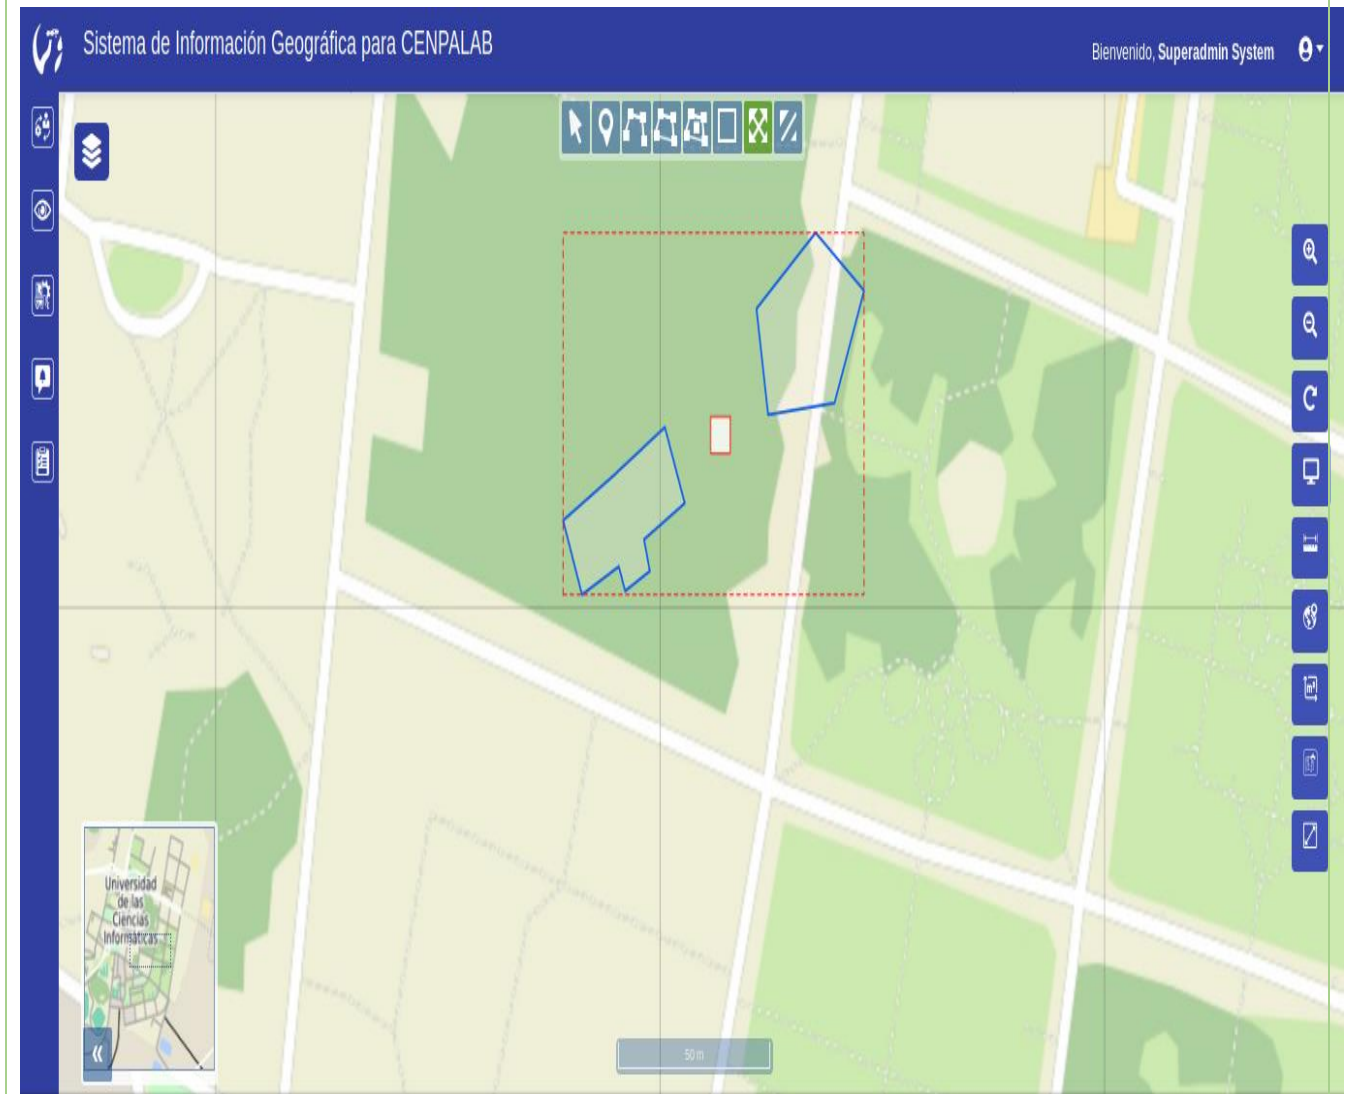 Sistema de Información Geográfica para CENPALAB
Bienvenido, Superadmin System
Universidad
de las
Ciencias
Informáticas
50 m